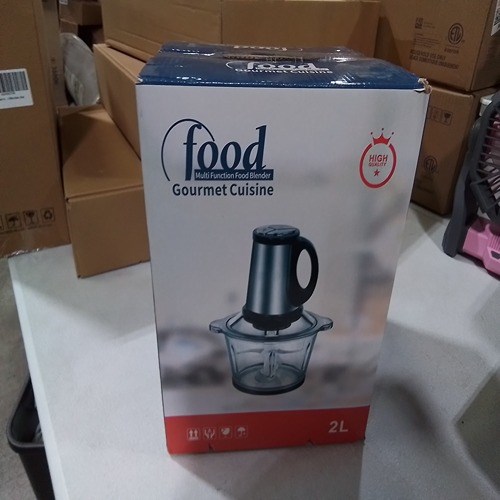 food
Gourmet Cuisine
food
Multi Function Food Blender
Gourmet Cuisine
HIGH
QUALITY
2L